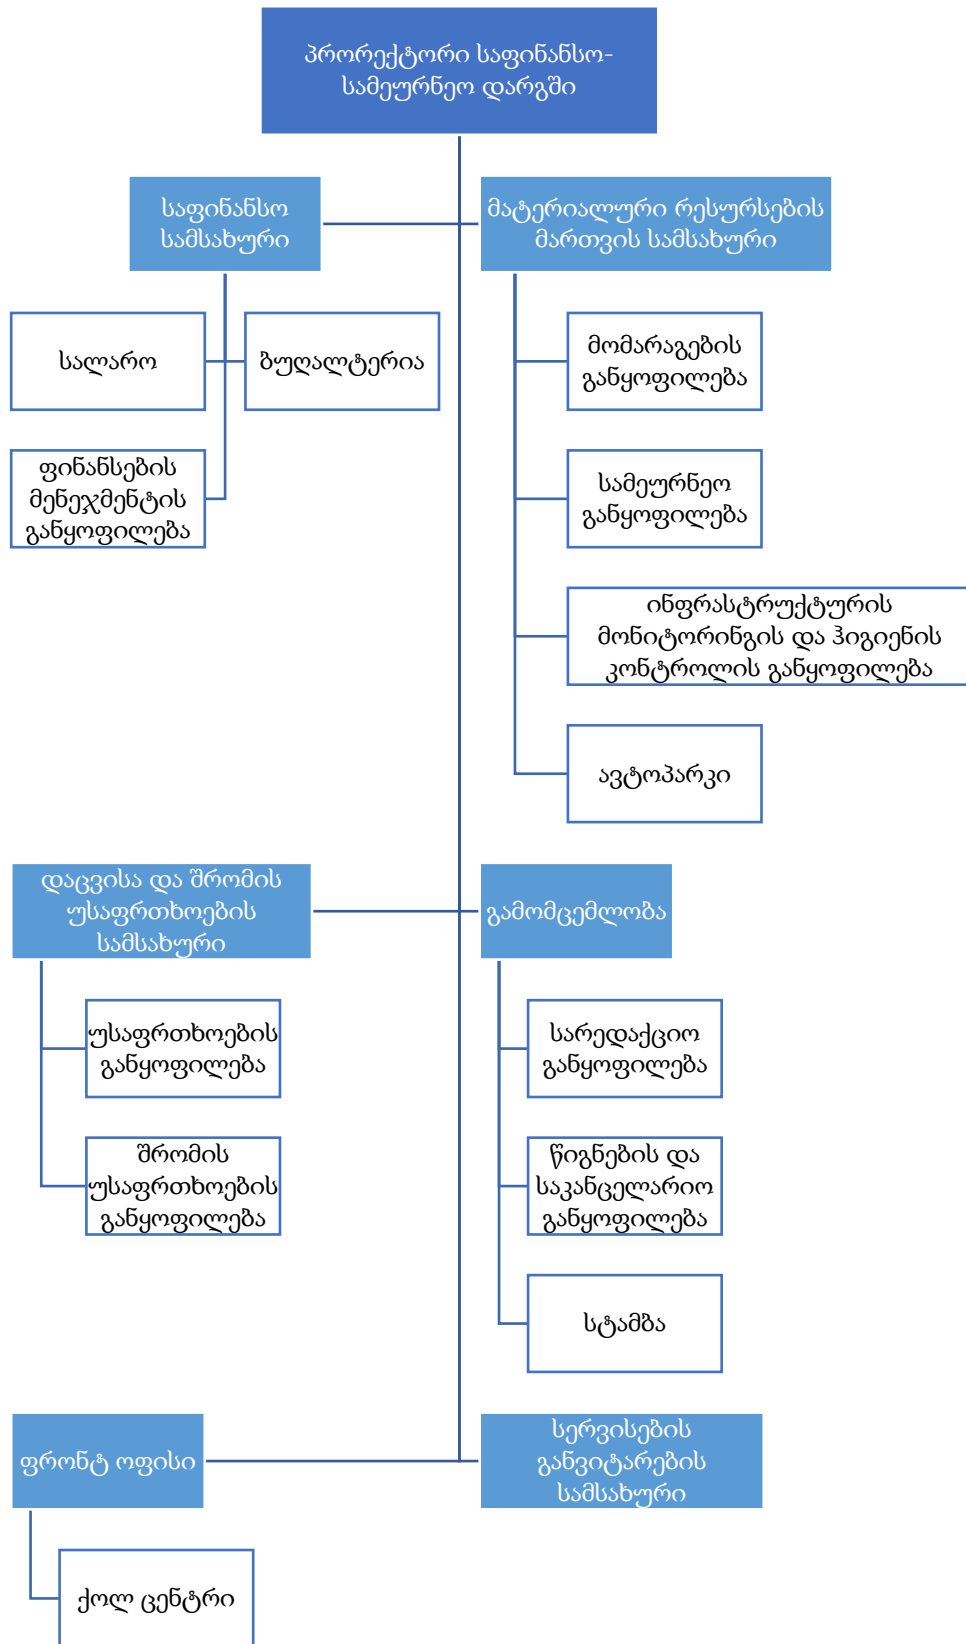 პრორექტორი საფინანსო-
სამეურნეო დარგში
საფინანსო
სამსახური
მატერიალური რესურსების
მართვის სამსახური
სალარო
ბუღალტერია
ფინანსების
მენეჯმენტის
განყოფილება
მომარაგების
განყოფილება
სამეურნეო
განყოფილება
ინფრასტრუქტურის
მონიტორინგის და ჰიგიენის
კონტროლის განყოფილება
ავტოპარკი
დაცვისა და შრომის
უსაფრთხოების
სამსახური
გამომცემლობა
უსაფრთხოების
განყოფილება
შრომის
უსაფრთხოების
განყოფილება
სარედაქციო
განყოფილება
წიგნების და
საკანცელარიო
განყოფილება
სტამბა
ფრონტ ოფისი
სერვისების
განვიტარების
სამსახური
ქოლ ცენტრი